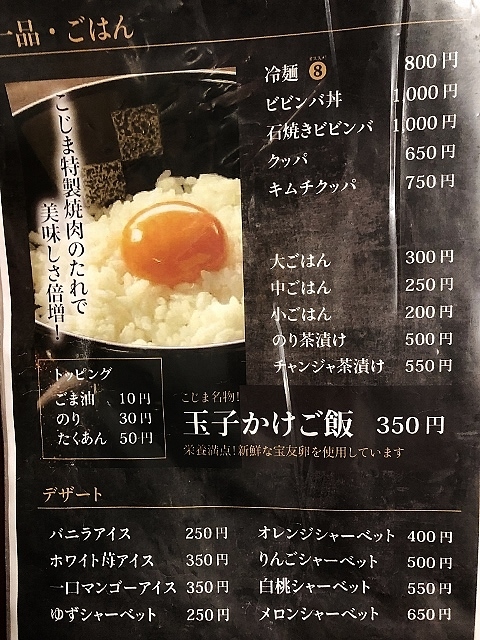 一品・ごはん
オススメ
冷麺 8 800円
ビビンバ丼 1,000円
石焼きビビンバ 1,000円
クッパ 650円
キムチクッパ 750円
こじま特製焼肉のたれで
美味しさ倍増！
大ごはん 300円
中ごはん 250円
小ごはん 200円
のり茶漬け 500円
チャンジャ茶漬け 550円
トッピング
ごま油 10円
のり 30円
たくあん 50円
こじま名物！
玉子かけご飯 350円
栄養満点！新鮮な宝友卵を使用しています
デザート
バニラアイス 250円
ホワイト苺アイス 350円
一口マンゴーアイス 350円
ゆずシャーベット 250円
オレンジシャーベット 400円
りんごシャーベット 500円
白桃シャーベット 550円
メロンシャーベット 650円